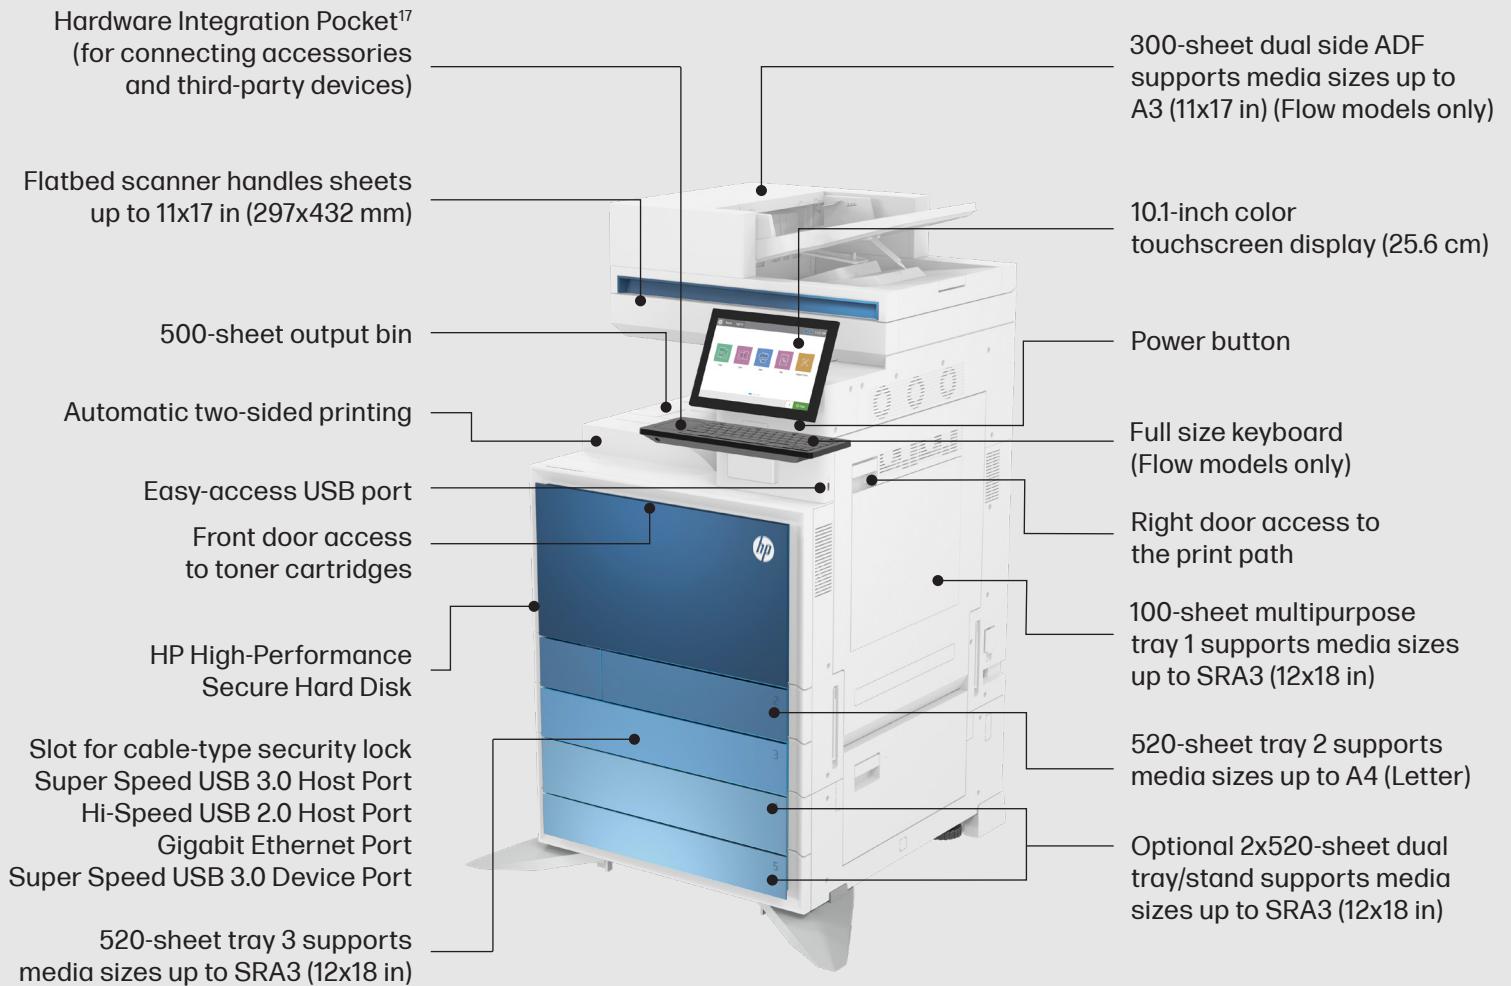 Hardware Integration Pocket17
(for connecting accessories
and third-party devices)
Flatbed scanner handles sheets
up to 11x17 in (297x432 mm)
500-sheet output bin
Automatic two-sided printing
Easy-access USB port
Front door access
to toner cartridges
HP High-Performance
Secure Hard Disk
Slot for cable-type security lock
Super Speed USB 3.0 Host Port
Hi-Speed USB 2.0 Host Port
Gigabit Ethernet Port
Super Speed USB 3.0 Device Port
520-sheet tray 3 supports
media sizes up to SRA3 (12x18 in)
300-sheet dual side ADF
supports media sizes up to
A3 (11x17 in) (Flow models only)
10.1-inch color
touchscreen display (25.6 cm)
Power button
Full size keyboard
(Flow models only)
Right door access to
the print path
100-sheet multipurpose
tray 1 supports media sizes
up to SRA3 (12x18 in)
520-sheet tray 2 supports
media sizes up to A4 (Letter)
Optional 2x520-sheet dual
tray/stand supports media
sizes up to SRA3 (12x18 in)
hp
2
3
5